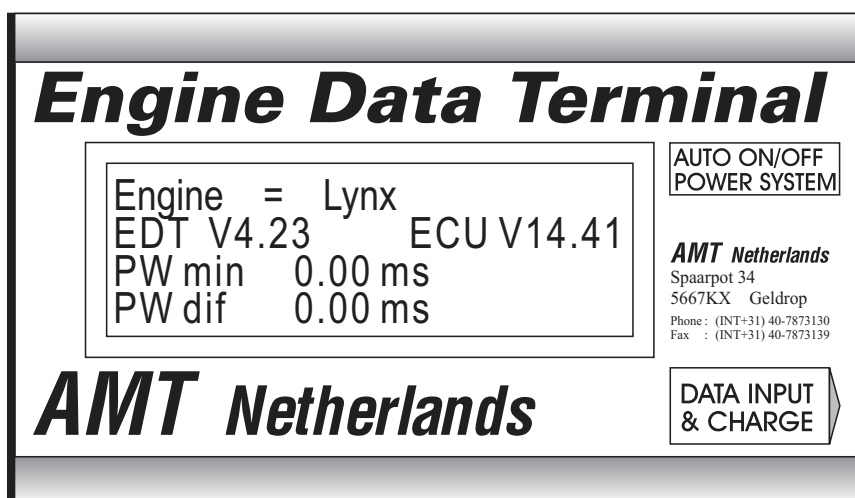 Engine Data Terminal
Engine = Lynx
EDT V4.23 ECU V14.41
PW min 0.00 ms
PW dif 0.00 ms
AUTO ON/OFF
POWER SYSTEM
AMT Netherlands
Spaarpot 34
5667KX Geldrop
Phone : (INT+31) 40-7873130
Fax : (INT+31) 40-7873139
AMT Netherlands
DATA INPUT
& CHARGE